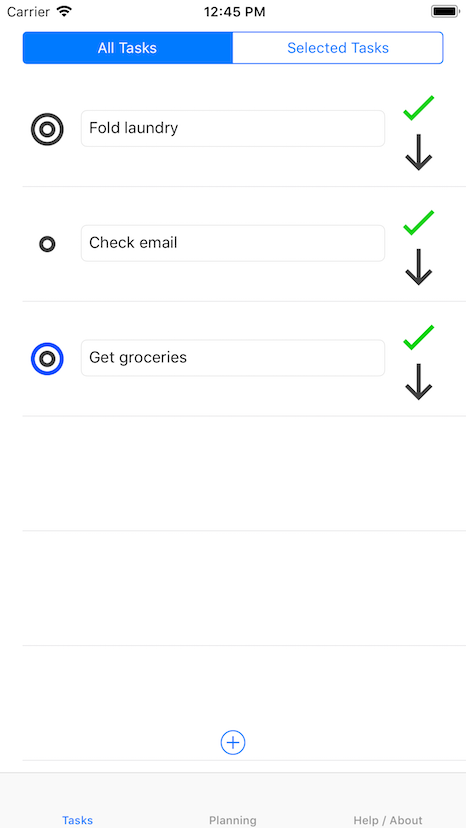 Carrier 12:45 PM
All Tasks Selected Tasks
Fold laundry
Check email
Get groceries
Tasks Planning Help / About